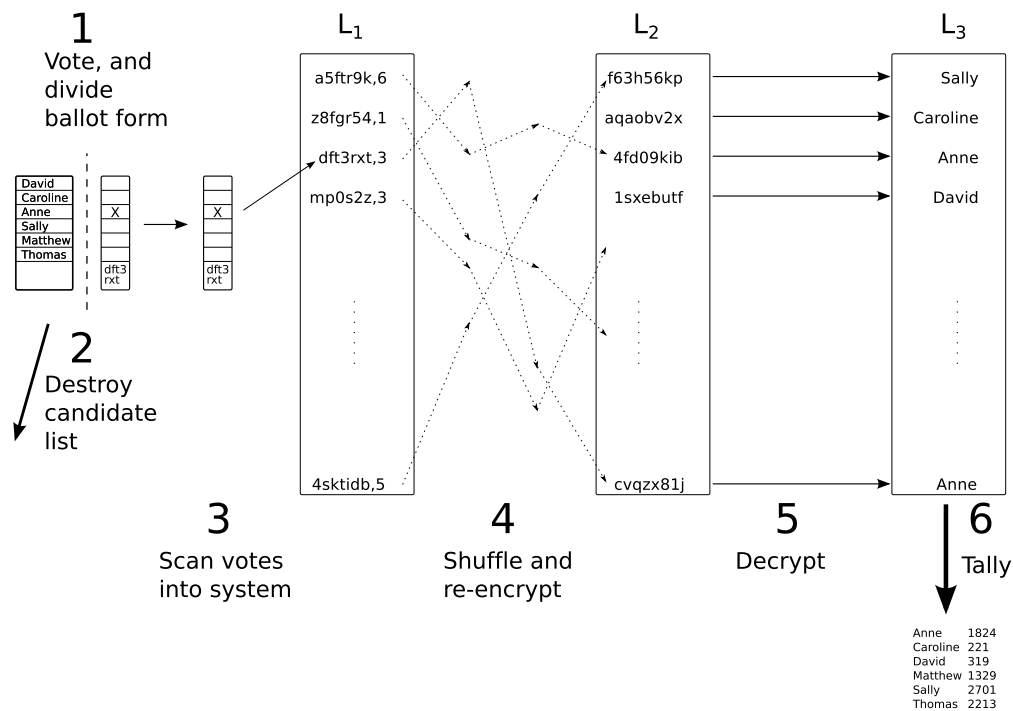 1
Vote, and
divide
ballot form
David
Caroline
Anne
Sally
Matthew
Thomas
X
dft3
rxt
X
dft3
rxt
2
Destroy
candidate
list
L1
a5ftr9k,6
z8fgr54,1
dft3rxt,3
mp0s2z,3
4sktidb,5
3
Scan votes
into system
4
Shuffle and
re-encrypt
L2
f63h56kp
aqaobv2x
4fd09kib
1sxebutf
cvqzx81j
5
Decrypt
L3
Sally
Caroline
Anne
David
Anne
6
Tally
Anne 1824
Caroline 221
David 319
Matthew 1329
Sally 2701
Thomas 2213